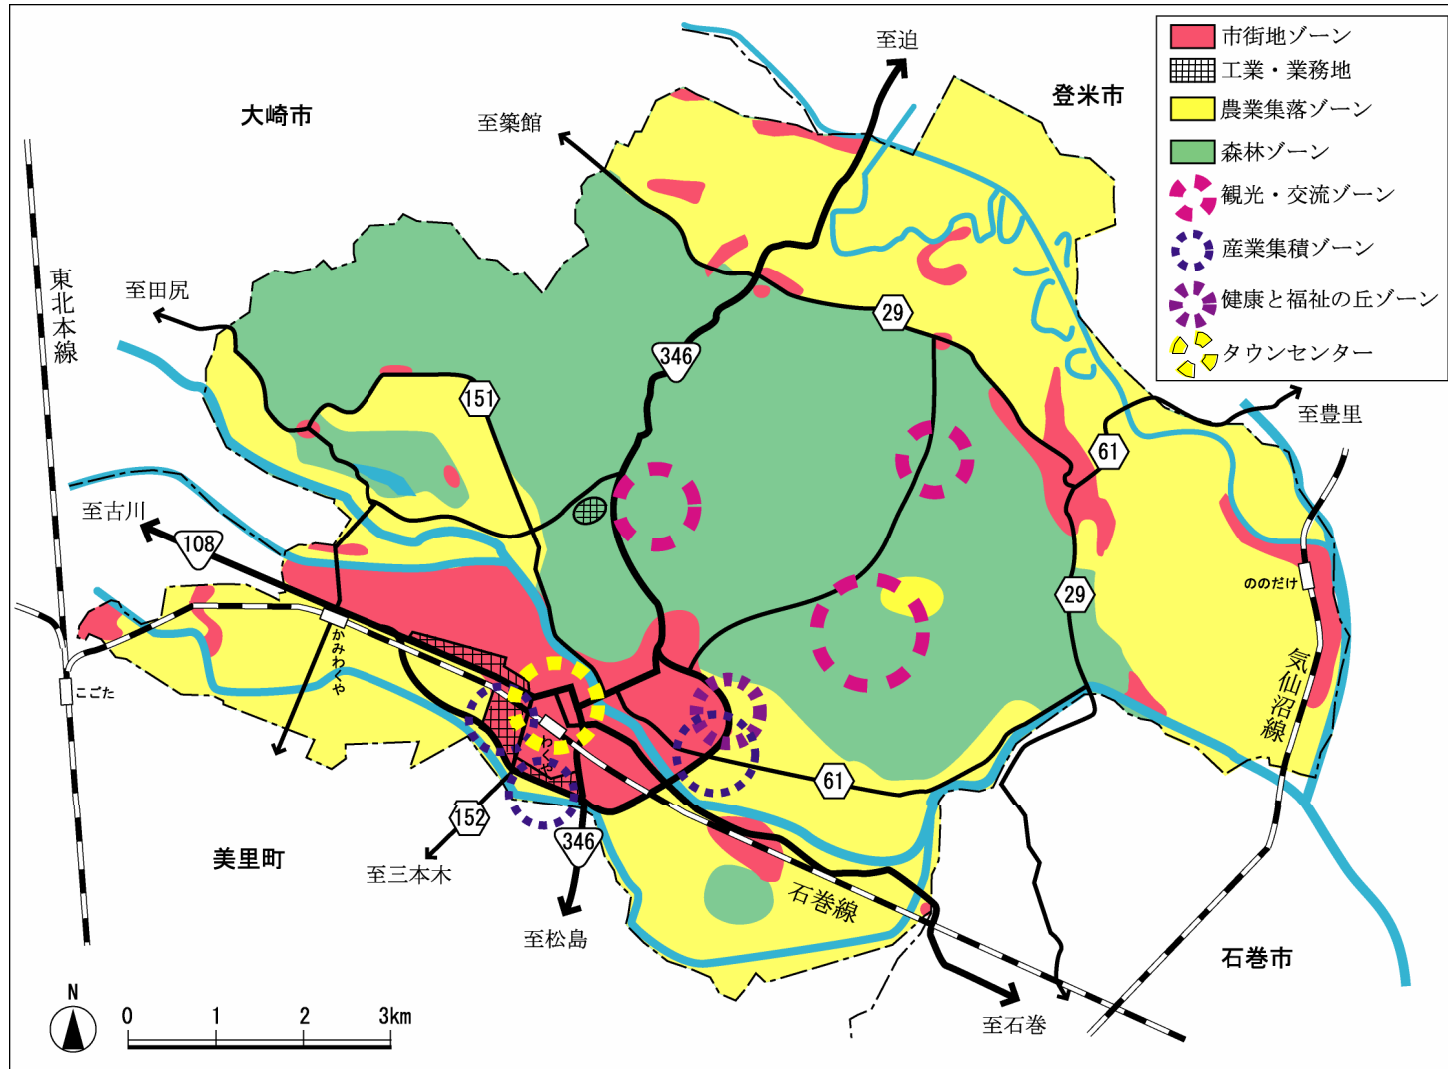 市街地ゾーン
工業・業務地
農業集落ゾーン
森林ゾーン
観光・交流ゾーン
産業集積ゾーン
健康と福祉の丘ゾーン
タウンセンター
至迫
登米市
大崎市
至築館
東北本線
至田尻
29
346
151
至豊里
61
至古川
108
ののだけ
29
かみわくや
気仙沼線
こごた
わくや
61
152
346
美里町
至三本木
石巻線
至松島
石巻市
至石巻
N
0 1 2 3km